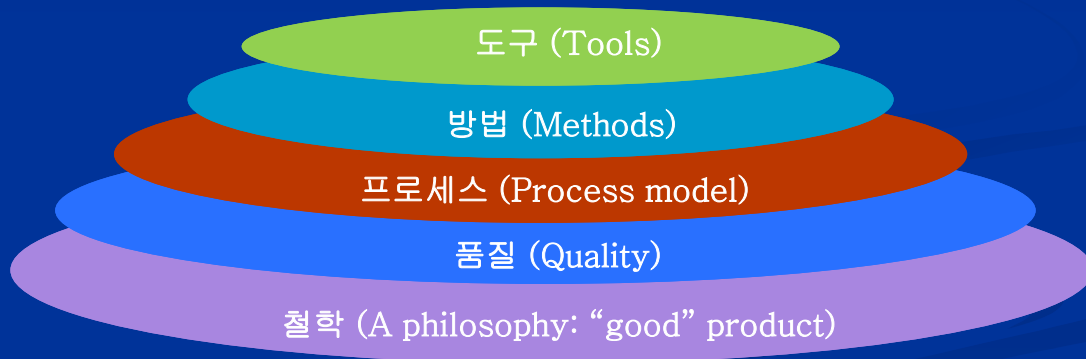 도구 (Tools)
방법 (Methods)
프로세스 (Process model)
품질 (Quality)
철학 (A philosophy: “good” product)